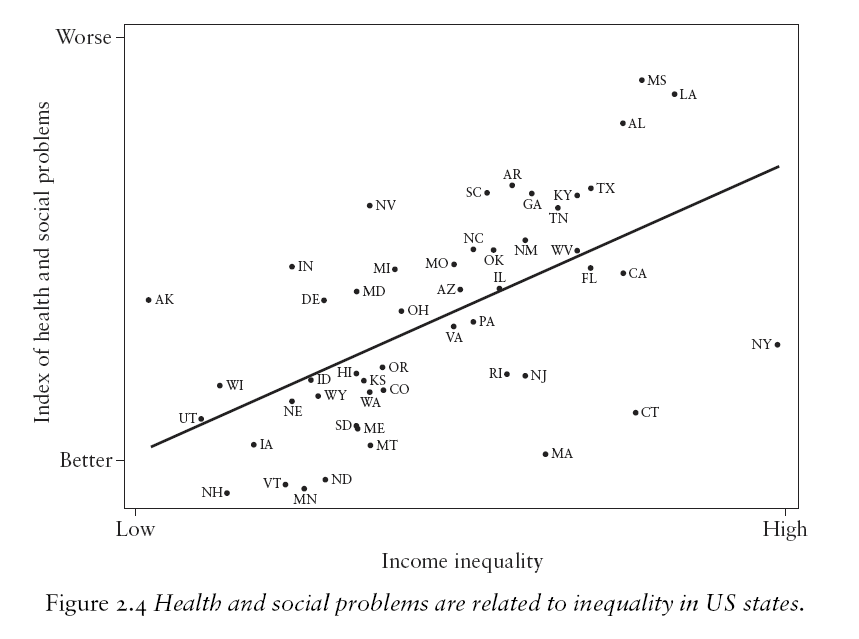 Worse
MS
LA
AL
AR
SC
GA
KY
TX
TN
NV
NC
OK
NM
WV
IN
MI
MO
IL
FL
CA
AK
DE
MD
AZ
OH
PA
VA
NY
WI
ID
HI
OR
KS
CO
WY
WA
NE
RI
NJ
UT
SD
ME
CT
IA
MT
MA
Better
NH
VT
MN
ND
Index of health and social problems
Low
High
Income inequality
Figure 2.4 Health and social problems are related to inequality in US states.